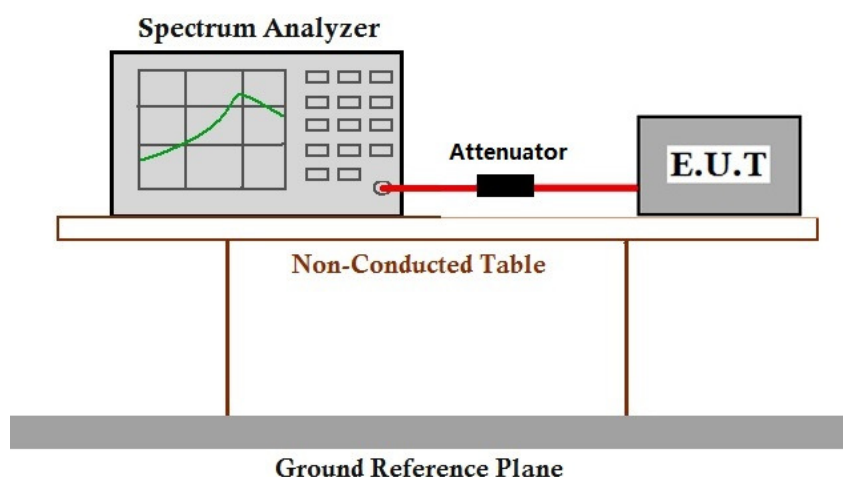 Spectrum Analyzer
Attenuator
E.U.T
Non-Conducted Table
Ground Reference Plane